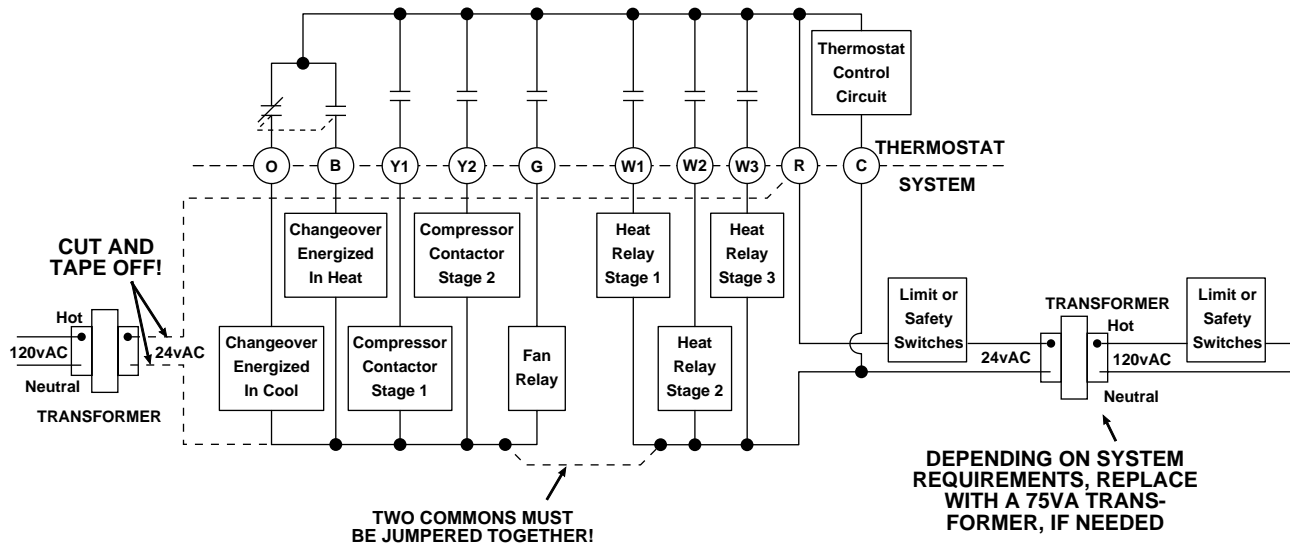 Thermostat
Control
Circuit
THERMOSTAT
O B Y1 Y2 G W1 W2 W3 R C
SYSTEM
CUT AND
TAPE OFF!
Changeover
Energized
In Heat
Compressor
Contactor
Stage 2
Heat
Relay
Stage 1
Heat
Relay
Stage 3
Hot
120vAC
24vAC
Neutral
TRANSFORMER
Changeover
Energized
In Cool
Compressor
Contactor
Stage 1
Fan
Relay
Heat
Relay
Stage 2
Limit or
Safety
Switches
TRANSFORMER
Hot
24vAC
120vAC
Neutral
Limit or
Safety
Switches
TWO COMMONS MUST
BE JUMPERED TOGETHER!
DEPENDING ON SYSTEM
REQUIREMENTS, REPLACE
WITH A 75VA TRANS-
FORMER, IF NEEDED